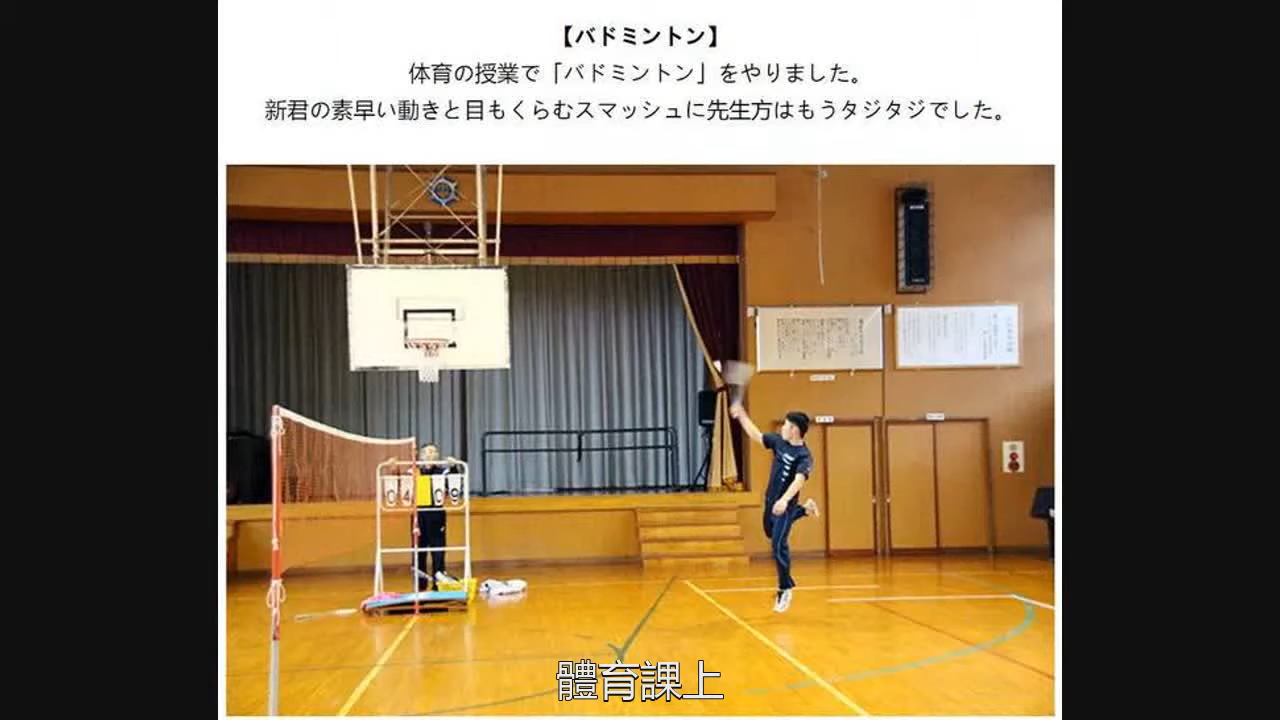 【バドミントン】
体育の授業で「バドミントン」をやりました。
新君の素早い動きと目もくらむスマッシュに先生方はもうタジタジでした。
04 09
體育課上